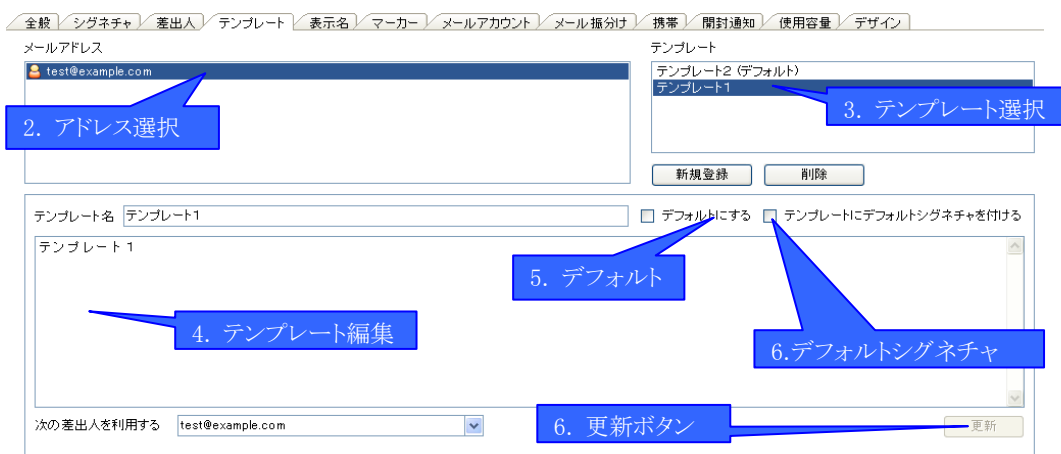 全般 シグネチャ 差出人 テンプレート 表示名 マーカー メールアカウント メール振分け 携帯 開封通知 使用容量 デザイン
メールアドレス
テンプレート
test@example.com
テンプレート2 (デフォルト)
テンプレート1
2. アドレス選択
3. テンプレート選択
新規登録 削除
テンプレート名 テンプレート1
デフォルトにする テンプレートにデフォルトシグネチャを付ける
テンプレート1
5. デフォルト
4. テンプレート編集
6.デフォルトシグネチャ
次の差出人を利用する test@example.com
6. 更新ボタン
更新